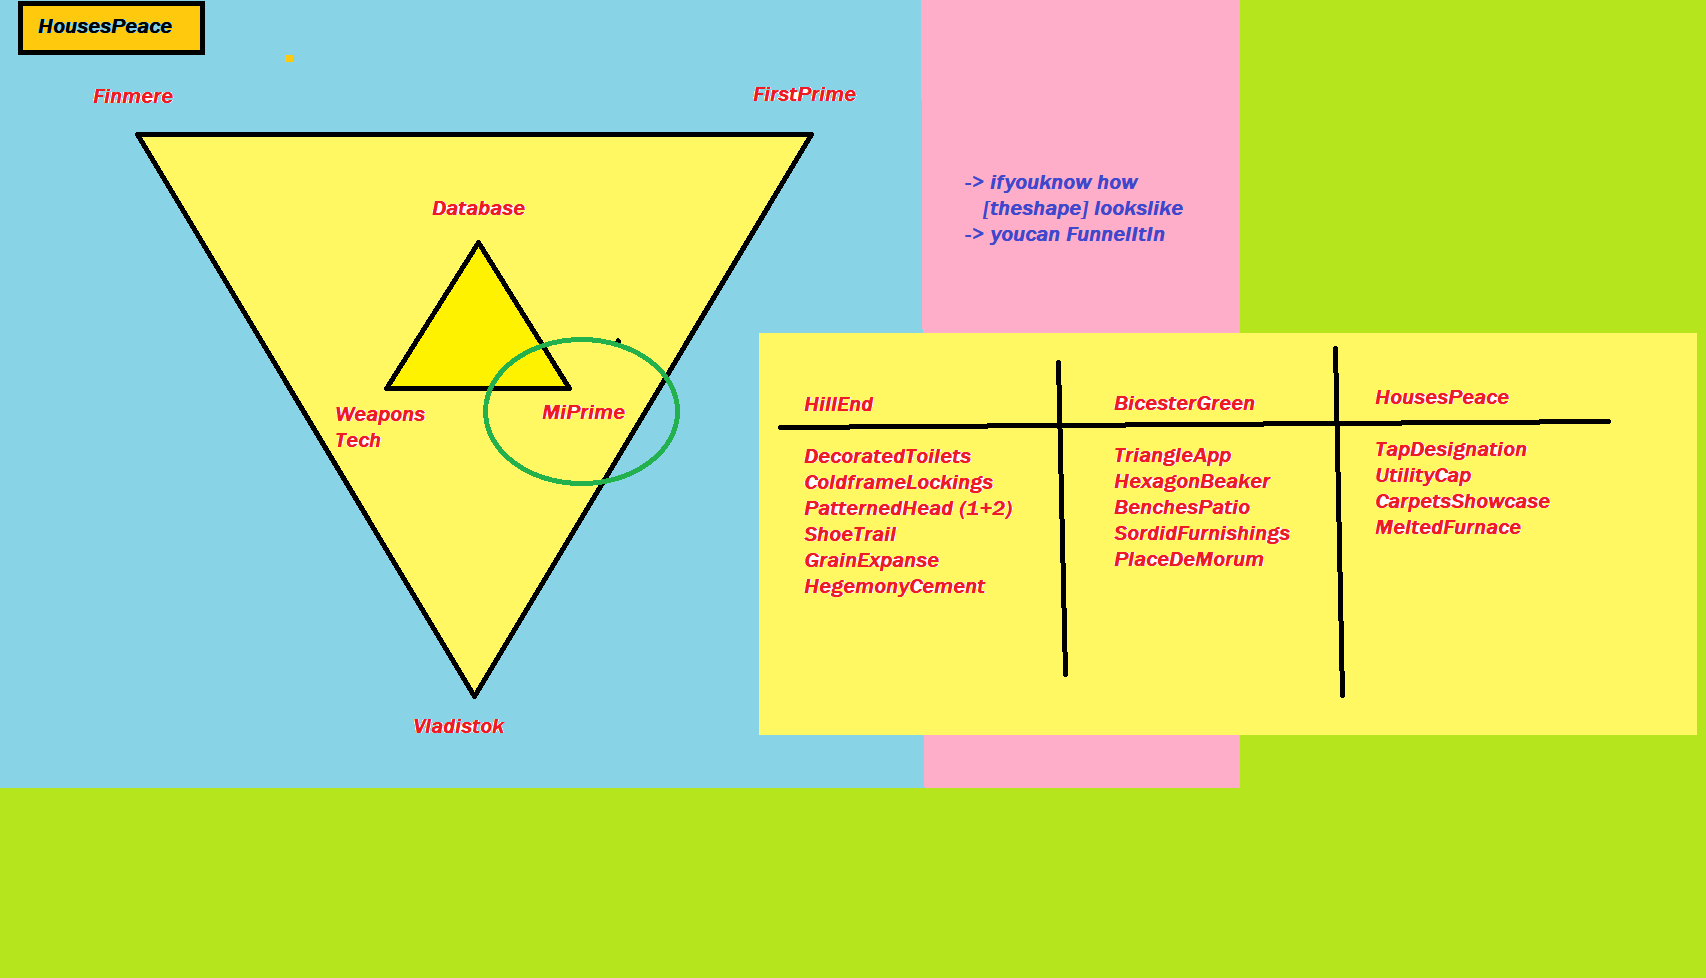 HousesPeace
Finmere
FirstPrime
Database
Weapons
Tech
MiPrime
Vladistok
-> ifyouknow how
[theshape] lookslike
-> youcan FunnelItIn
HillEnd
DecoratedToilets
ColdframeLockings
PatternedHead (1+2)
ShoeTrail
GrainExpanse
HegemonyCement
BicesterGreen
TriangleApp
HexagonBeaker
BenchesPatio
SordidFurnishings
PlaceDeMorum
HousesPeace
TapDesignation
UtilityCap
CarpetsShowcase
MeltedFurnace